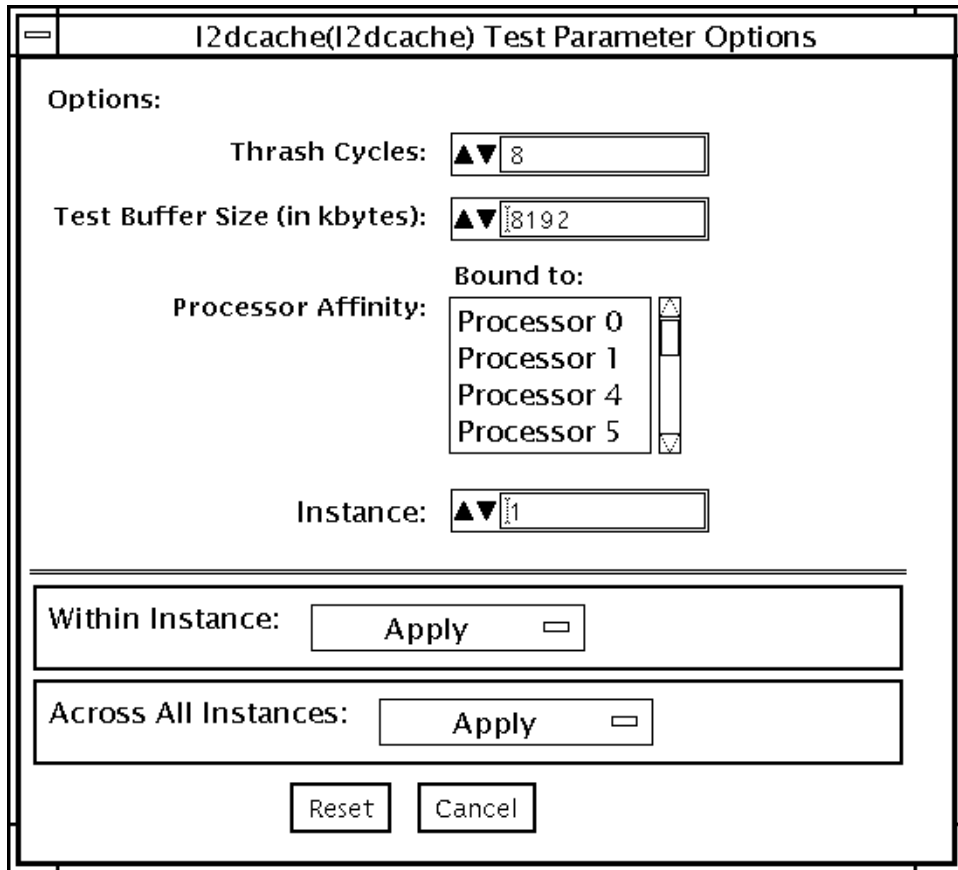 l2dcache(l2dcache) Test Parameter Options
Options:
Thrash Cycles: 8
Test Buffer Size (in kbytes): 8192
Bound to:
Processor Affinity:
Processor 0
Processor 1
Processor 4
Processor 5
Instance: 1
Within Instance: Apply
Across All Instances: Apply
Reset Cancel